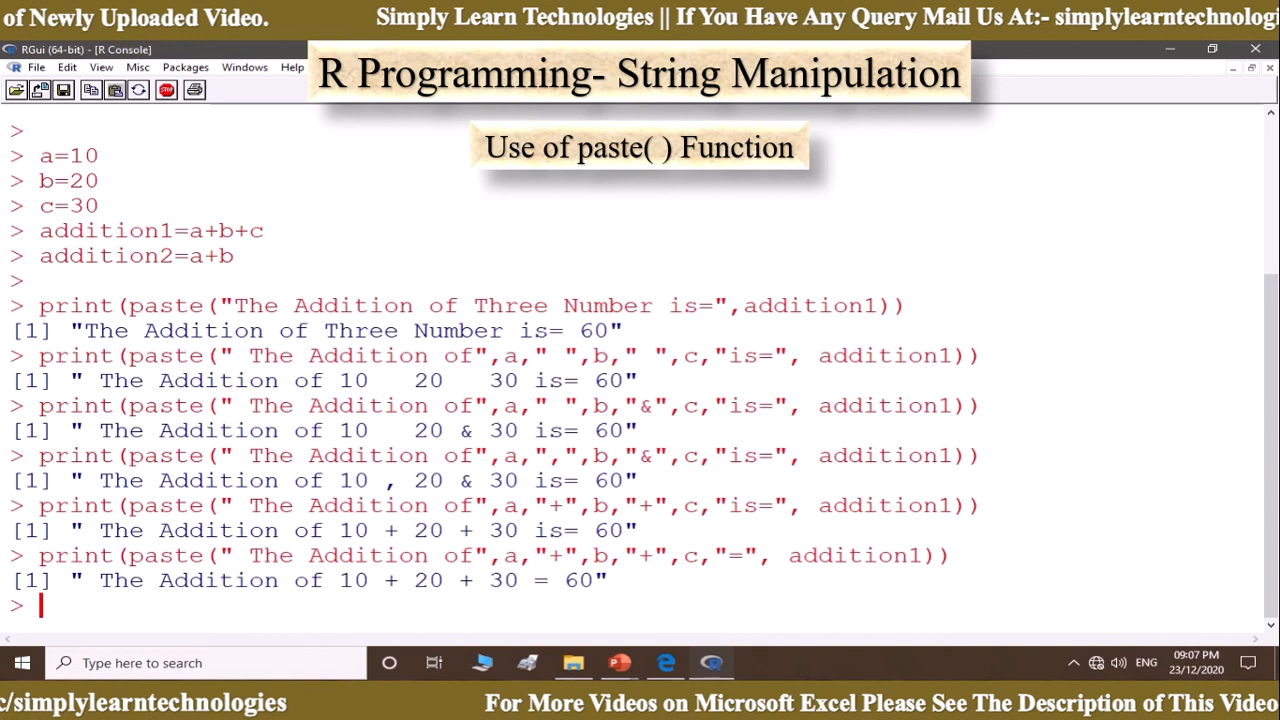 of Newly Uploaded Video.
Simply Learn Technologies || If You Have Any Query Mail Us At:- simplylearntechnologi
RGui (64-bit) - [R Console]
R Programming- String Manipulation
File Edit View Misc Packages Windows Help
STOP
Use of paste( ) Function
>
> a=10
> b=20
> c=30
> addition1=a+b+c
> addition2=a+b
>
> print(paste("The Addition of Three Number is=",addition1))
[1] "The Addition of Three Number is= 60"
> print(paste(" The Addition of",a," ",b," ",c,"is=", addition1))
[1] " The Addition of 10   20   30 is= 60"
> print(paste(" The Addition of",a," ",b,"&",c,"is=", addition1))
[1] " The Addition of 10   20 & 30 is= 60"
> print(paste(" The Addition of",a,",",b,"&",c,"is=", addition1))
[1] " The Addition of 10 , 20 & 30 is= 60"
> print(paste(" The Addition of",a,"+",b,"+",c,"is=", addition1))
[1] " The Addition of 10 + 20 + 30 is= 60"
> print(paste(" The Addition of",a,"+",b,"+",c,"=", addition1))
[1] " The Addition of 10 + 20 + 30 = 60"
>
Type here to search
ENG
09:07 PM
23/12/2020
c/simplylearntechnologies
For More Videos on Microsoft Excel Please See The Description of This Video